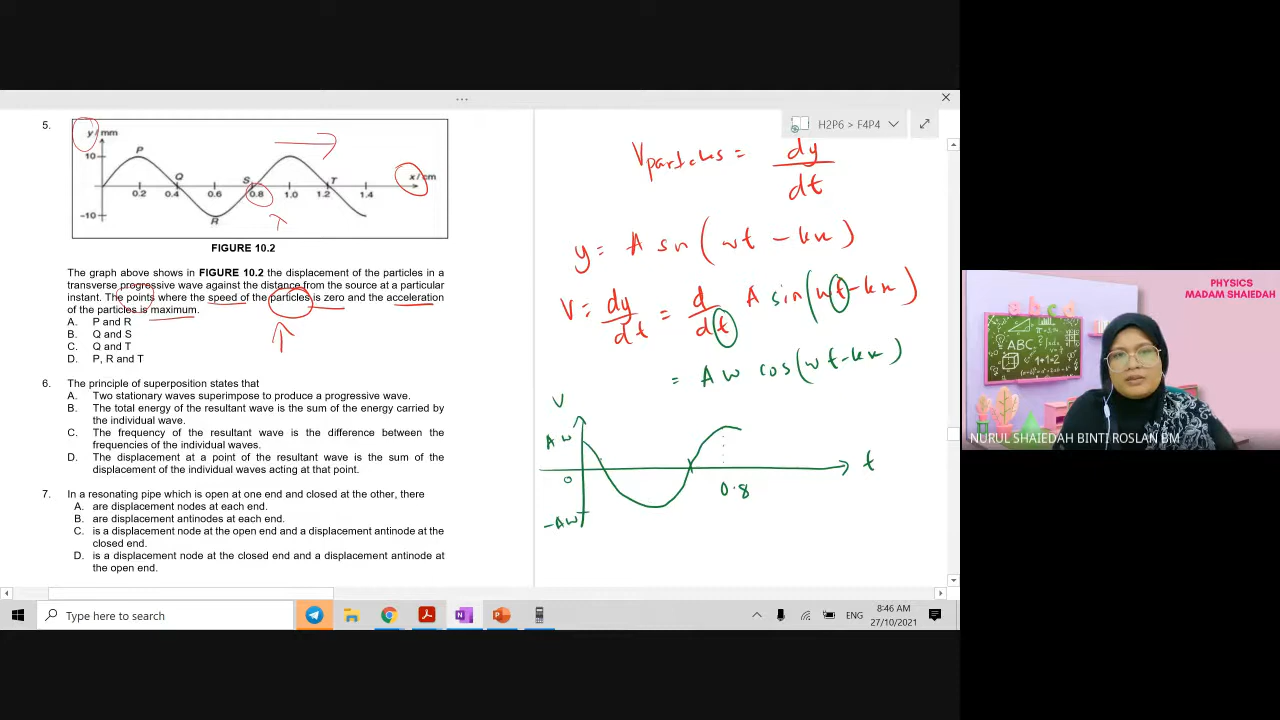 H2P6 > F4P4
5.
y/mm
10
-10
P
Q
R
S
T
0.2
0.4
0.6
0.8
1.0
1.2
1.4
x/cm
λ
FIGURE 10.2
The graph above shows in FIGURE 10.2 the displacement of the particles in a
transverse progressive wave against the distance from the source at a particular
instant. The point where the speed of the particles is zero and the acceleration
of the particles is maximum.
A. P and R
B. Q and S
C. Q and T
D. P, R and T
6. The principle of superposition states that
A. Two stationary waves superimpose to produce a progressive wave.
B. The total energy of the resultant wave is the sum of the energy carried by
the individual wave.
C. The frequency of the resultant wave is the difference between the
frequencies of the individual waves.
D. The displacement at a point of the resultant wave is the sum of the
displacement of the individual waves acting at that point.
7. In a resonating pipe which is open at one end and closed at the other, there
A. are displacement nodes at each end.
B. are displacement antinodes at each end.
C. is a displacement node at the open end and a displacement antinode at the
closed end.
D. is a displacement node at the closed end and a displacement antinode at
the open end.
Vparticles = dy/dt
y = A sin (ωt - kx)
V = dy/dt = d/dt A sin(ωt - kx)
= Aω cos(ωt - kx)
V
Aω
0
-Aω
0.8
t
PHYSICS
MADAM SHAIEDAH
ABC
NURUL SHAIEDAH BINTI ROSLAN BM
Type here to search
ENG
8:46 AM
27/10/2021